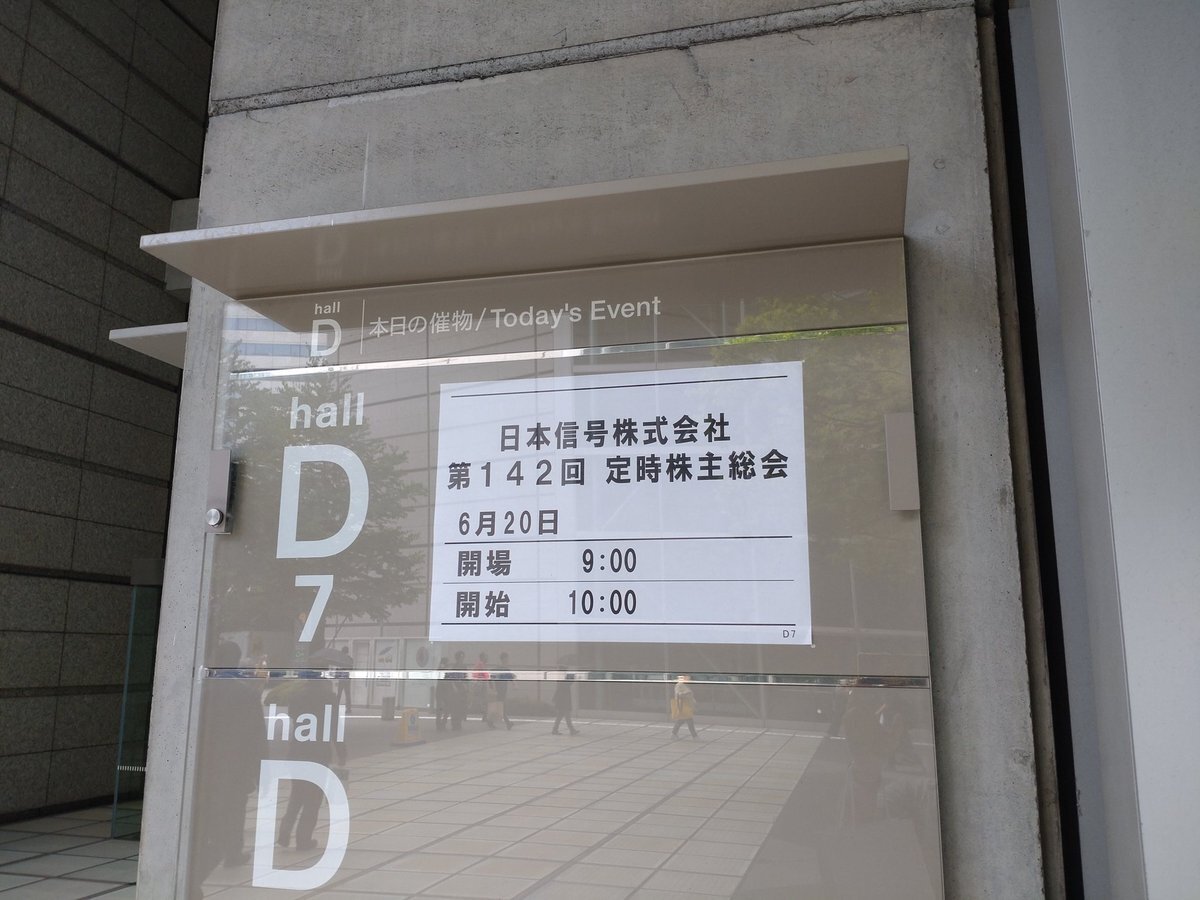 hall
D
本日の催物/Today's Event
hall
D
7
日本信号株式会社
第142回 定時株主総会
6月20日
開場 9:00
開始 10:00
D7
hall
D